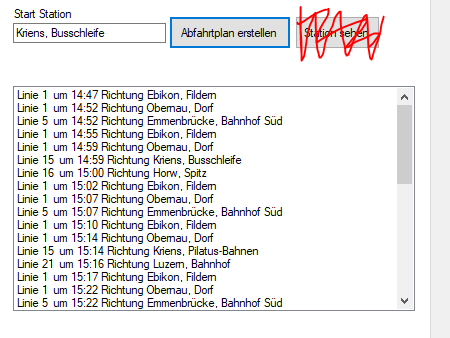 Start Station
Kriens, Busschleife
Abfahrtplan erstellen
Station sehen
Linie 1 um 14:47 Richtung Ebikon, Fildern
Linie 1 um 14:52 Richtung Obernau, Dorf
Linie 5 um 14:52 Richtung Emmenbrücke, Bahnhof Süd
Linie 1 um 14:55 Richtung Ebikon, Fildern
Linie 1 um 14:59 Richtung Obernau, Dorf
Linie 15 um 14:59 Richtung Kriens, Busschleife
Linie 16 um 15:00 Richtung Horw, Spitz
Linie 1 um 15:02 Richtung Ebikon, Fildern
Linie 1 um 15:07 Richtung Obernau, Dorf
Linie 5 um 15:07 Richtung Emmenbrücke, Bahnhof Süd
Linie 1 um 15:10 Richtung Ebikon, Fildern
Linie 1 um 15:14 Richtung Obernau, Dorf
Linie 15 um 15:14 Richtung Kriens, Pilatus-Bahnen
Linie 21 um 15:16 Richtung Luzern, Bahnhof
Linie 1 um 15:17 Richtung Ebikon, Fildern
Linie 1 um 15:22 Richtung Obernau, Dorf
Linie 5 um 15:22 Richtung Emmenbrücke, Bahnhof Süd